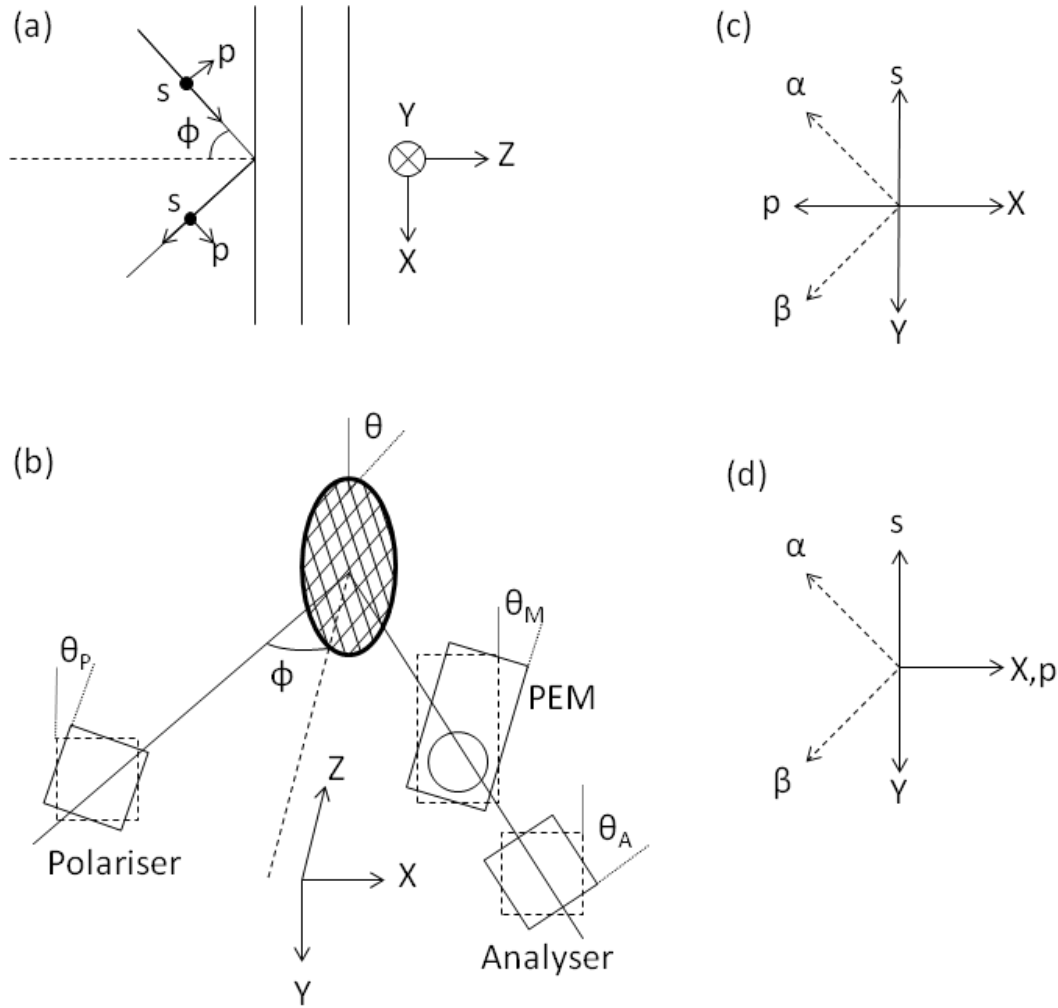 (a)
p
s
ϕ
s
p
Y
Z
X
(c)
s
α
p
X
β
Y
(b)
θ
θM
θP
ϕ
PEM
Z
θA
Polariser
X
Analyser
Y
(d)
s
α
X,p
β
Y